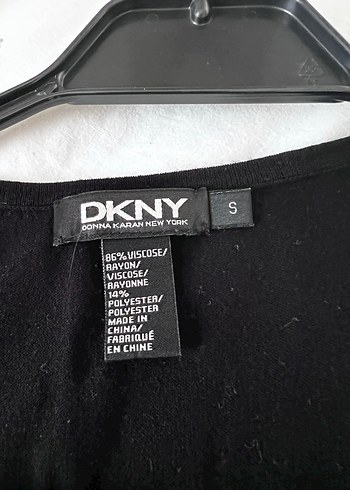 DKNY
DONNA KARAN NEW YORK
S
86% VISCOSE/
RAYON/
VISCOSE/
RAYONNE
14%
POLYESTER/
POLYESTER
MADE IN
CHINA/
FABRIQUÉ
EN CHINE